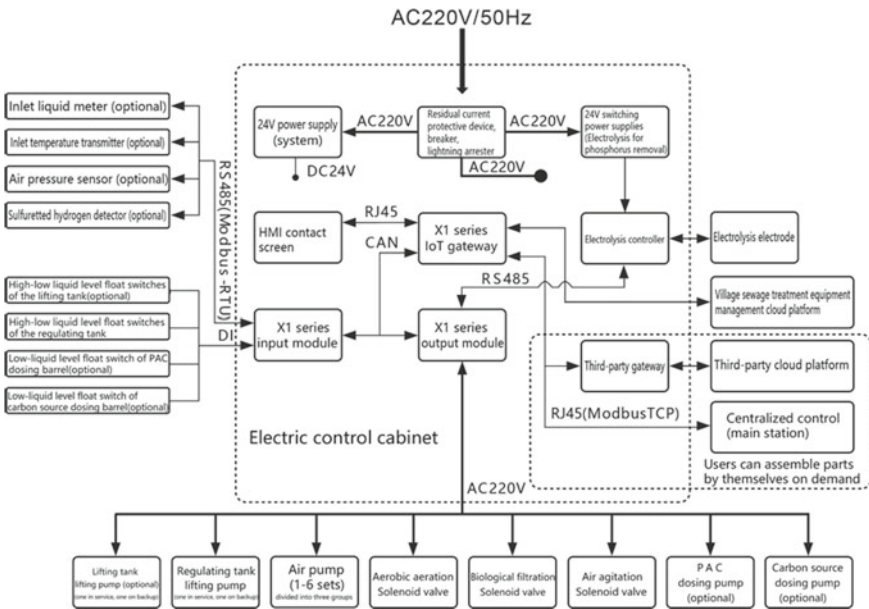 AC220V/50Hz
Inlet liquid meter (optional)
Inlet temperature transmitter (optional)
Air pressure sensor (optional)
Sulfuretted hydrogen detector (optional)
RS485(Modbus -RTU)
High-low liquid level float switches
of the lifting tank(optional)
High-low liquid level float switches
of the regulating tank
Low-liquid level float switch of PAC
dosing barrel(optional)
Low-liquid level float switch of
carbon source dosing barrel(optional)
DI
24V power supply
(system)
AC220V
Residual current
protective device,
breaker,
lightning arrester
AC220V
24V switching
power supplies
(Electrolysis for
phosphorus removal)
DC24V
AC220V
HMI contact
screen
RJ45
CAN
X1 series
IoT gateway
Electrolysis controller
Electrolysis electrode
RS485
Village sewage treatment equipment
management cloud platform
X1 series
input module
X1 series
output module
Third-party gateway
Third-party cloud platform
RJ45(ModbusTCP)
Centralized control
(main station)
Electric control cabinet
Users can assemble parts
by themselves on demand
AC220V
Lifting tank
lifting pump (optional)
(one in service, one on backup)
Regulating tank
lifting pump
(one in service, one on backup)
Air pump
(1-6 sets)
divided into three groups
Aerobic aeration
Solenoid valve
Biological filtration
Solenoid valve
Air agitation
Solenoid valve
PAC
dosing pump
(optional)
Carbon source
dosing pump
(optional)